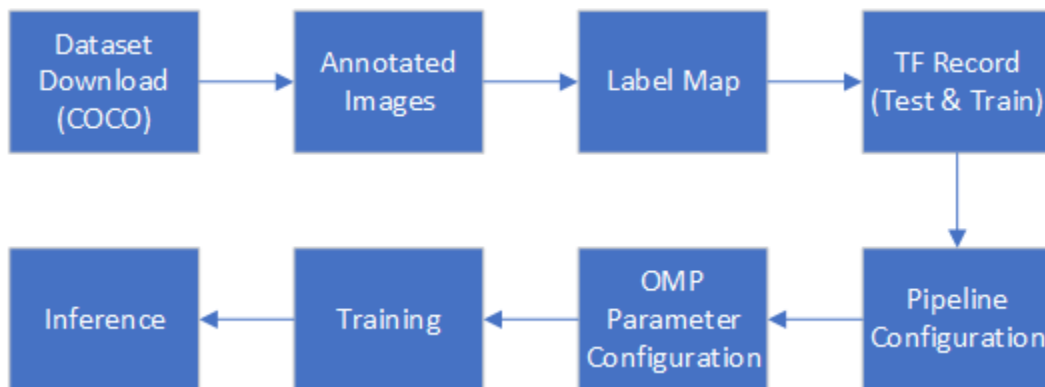 Dataset
Download
(COCO)
Annotated
Images
Label Map
TF Record
(Test & Train)
Inference
Training
OMP
Parameter
Configuration
Pipeline
Configuration